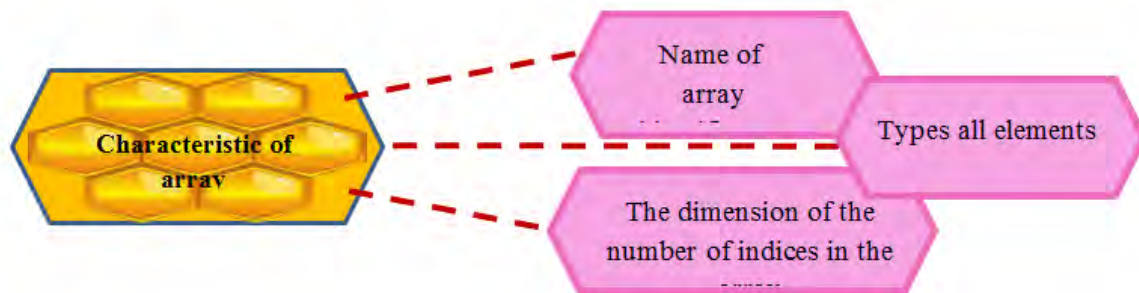 Name of
array
Characteristic of
array
Types all elements
The dimension of the
number of indices in the